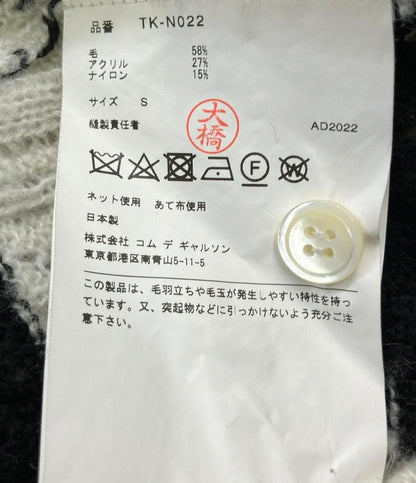 品番 TK-N022
毛 58%
アクリル 27%
ナイロン 15%
サイズ S
縫製責任者 大橋 AD2022
F W
ネット使用 あて布使用
日本製
株式会社 コム デ ギャルソン
東京都港区南青山5-11-5
この製品は、毛羽立ちや毛玉が発生しやすい特性を持っ
ています。又、突起物などに引っかけないよう充分ご注
意下さい。